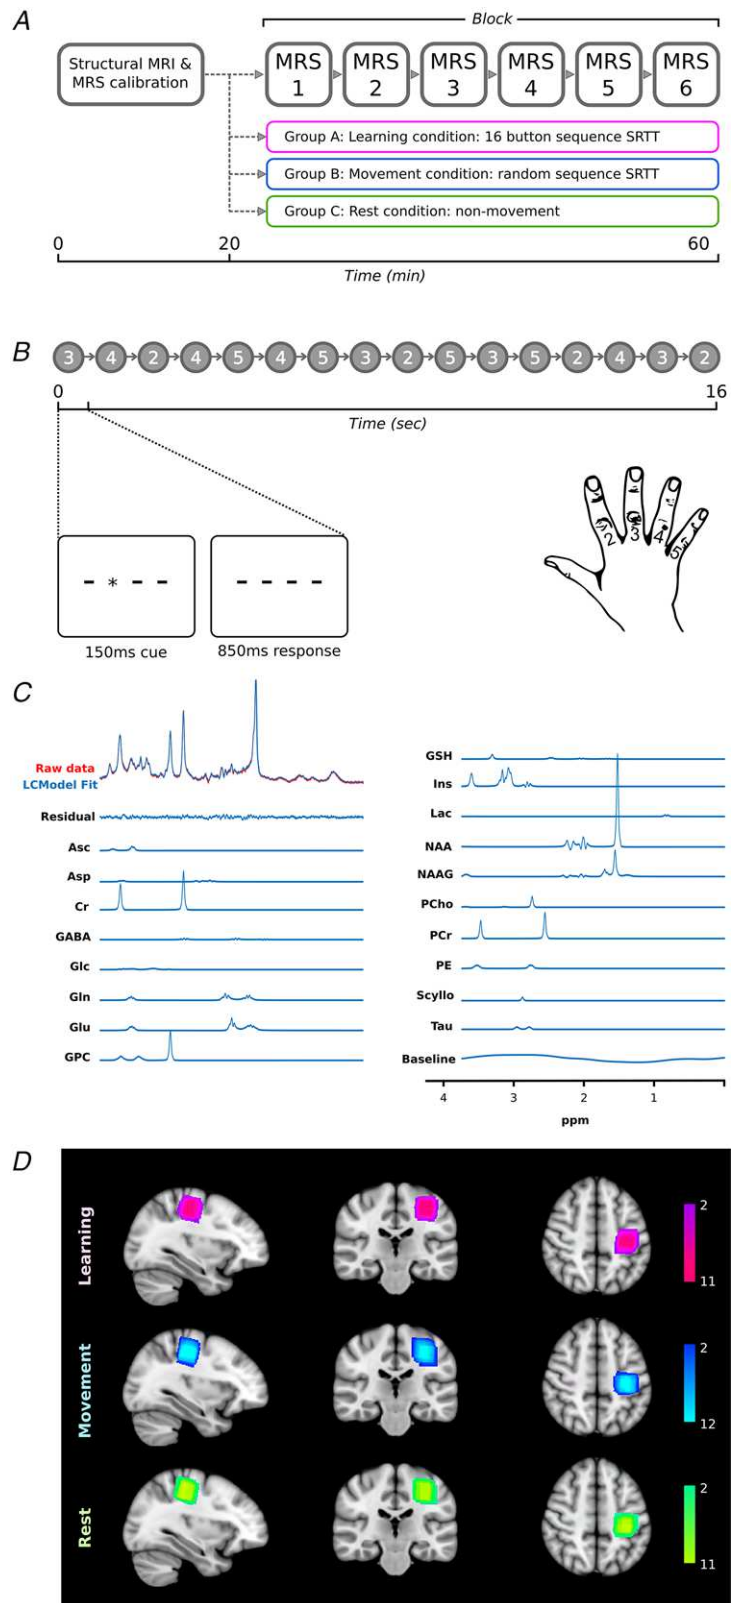 A
Block
Structural MRI &
MRS calibration
MRS
1
MRS
2
MRS
3
MRS
4
MRS
5
MRS
6
Group A: Learning condition: 16 button sequence SRTT
Group B: Movement condition: random sequence SRTT
Group C: Rest condition: non-movement
0 20 60
Time (min)
B
3 4 2 4 5 4 5 3 2 5 3 5 2 4 3 2
0 16
Time (sec)
- * - -
- - - -
150ms cue
850ms response
2 3 4 5
C
Raw data
LCModel Fit
Residual
Asc
Asp
Cr
GABA
Glc
Gln
Glu
GPC
GSH
Ins
Lac
NAA
NAAG
PCho
PCr
PE
Scyllo
Tau
Baseline
4 3 2 1
ppm
D
Learning
2
11
Movement
2
12
Rest
2
11